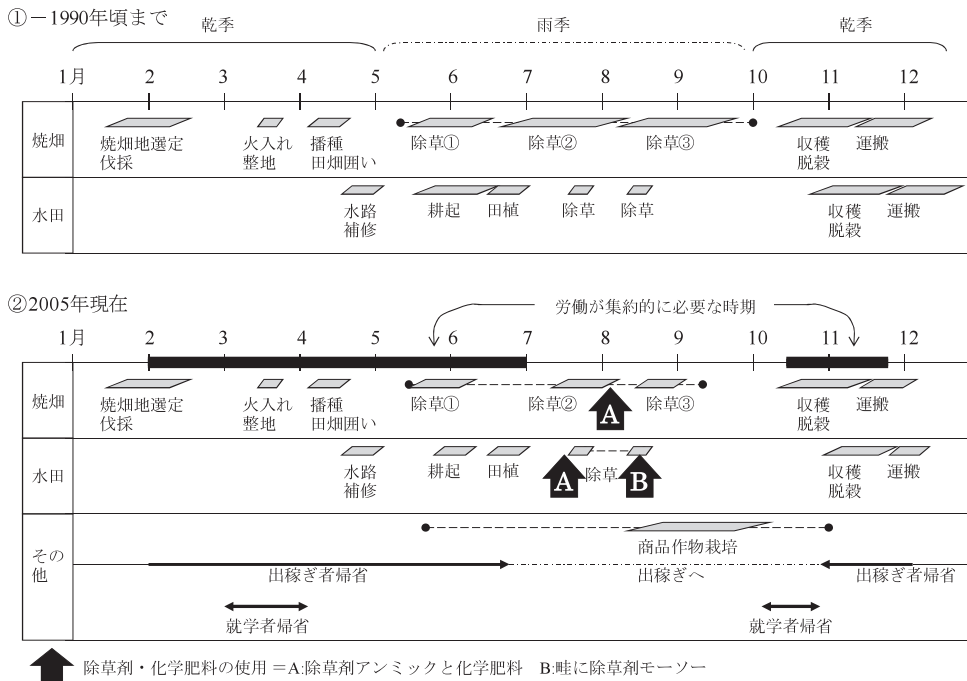 ①－1990年頃まで
乾季 雨季 乾季
1月 2 3 4 5 6 7 8 9 10 11 12
焼畑
焼畑地選定 火入れ 播種 除草① 除草② 除草③ 収穫 運搬
伐採 整地 田畑囲い 脱穀
水田
水路 耕起 田植 除草 除草 収穫 運搬
補修 脱穀
②2005年現在
労働が集約的に必要な時期
1月 2 3 4 5 6 7 8 9 10 11 12
焼畑
焼畑地選定 火入れ 播種 除草① 除草② 除草③ 収穫 運搬
伐採 整地 田畑囲い A 脱穀
水田
水路 耕起 田植 A 除草 B 収穫 運搬
補修 脱穀
その
他
商品作物栽培
出稼ぎ者帰省 出稼ぎへ 出稼ぎ者帰省
就学者帰省 就学者帰省
除草剤・化学肥料の使用＝A:除草剤アンミックと化学肥料 B:畦に除草剤モーソー